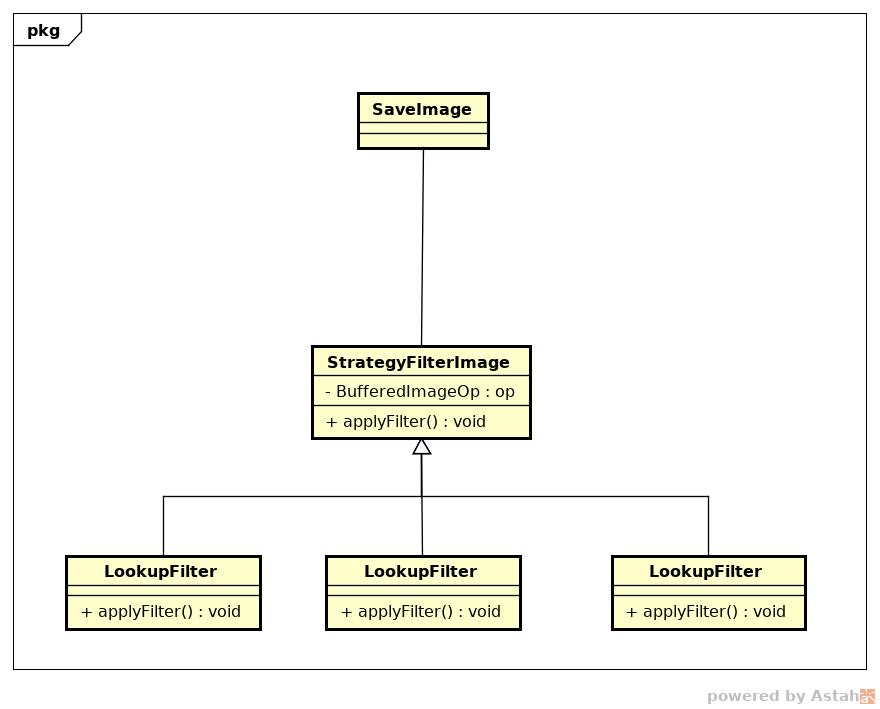 pkg
SaveImage
StrategyFilterImage
- BufferedImageOp : op
+ applyFilter() : void
LookupFilter
+ applyFilter() : void
LookupFilter
+ applyFilter() : void
LookupFilter
+ applyFilter() : void
powered by Astah